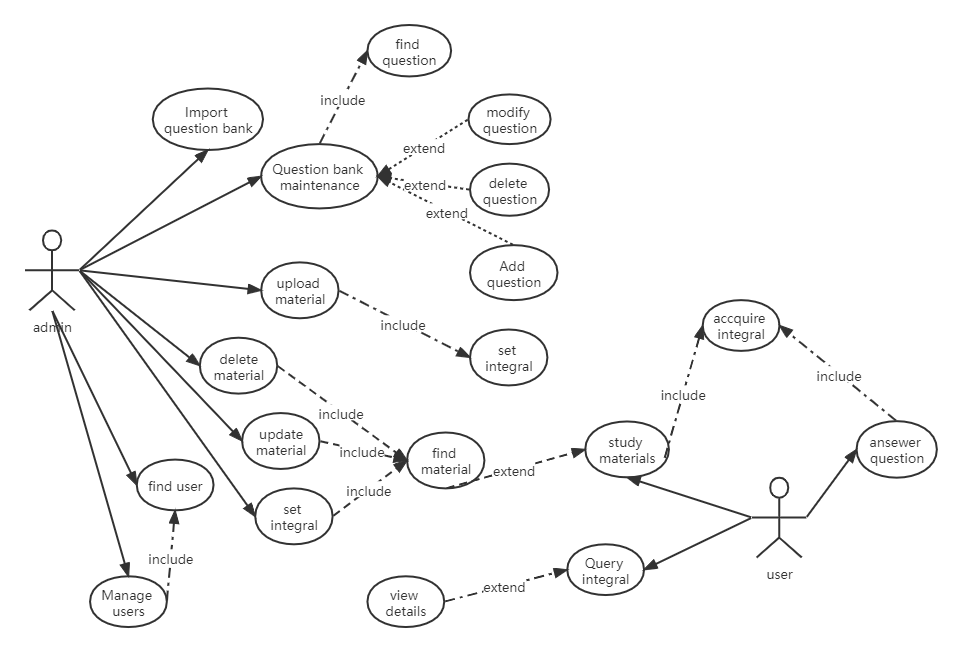 find
question
include
Import
question bank
modify
question
extend
Question bank
maintenance
extend
delete
question
extend
Add
question
admin
upload
material
include
set
integral
accquire
integral
delete
material
include
include
include
update
material
include
find
material
extend
study
materials
ansewer
question
find user
set
integral
include
include
Manage
users
view
details
extend
Query
integral
user